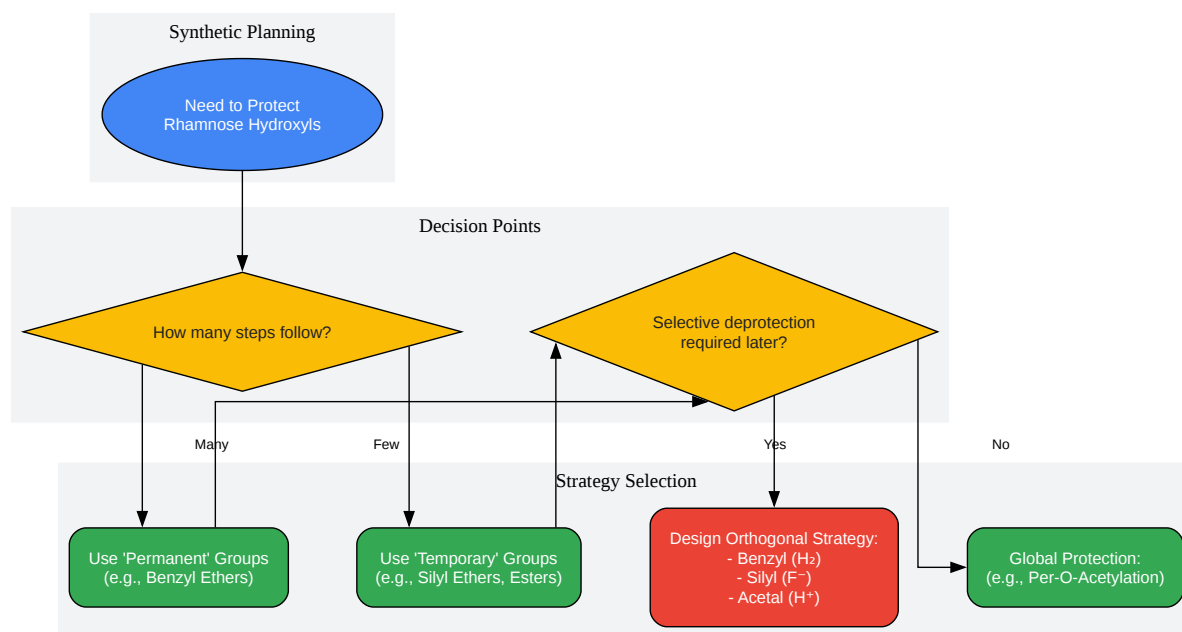 Synthetic Planning
Need to Protect
Rhamnose Hydroxyls
Decision Points
How many steps follow?
Selective deprotection
required later?
Many
Few
Yes
No
Strategy Selection
Use 'Permanent' Groups
(e.g., Benzyl Ethers)
Use 'Temporary' Groups
(e.g., Silyl Ethers, Esters)
Design Orthogonal Strategy:
- Benzyl (H₂)
- Silyl (F⁻)
- Acetal (H⁺)
Global Protection:
(e.g., Per-O-Acetylation)